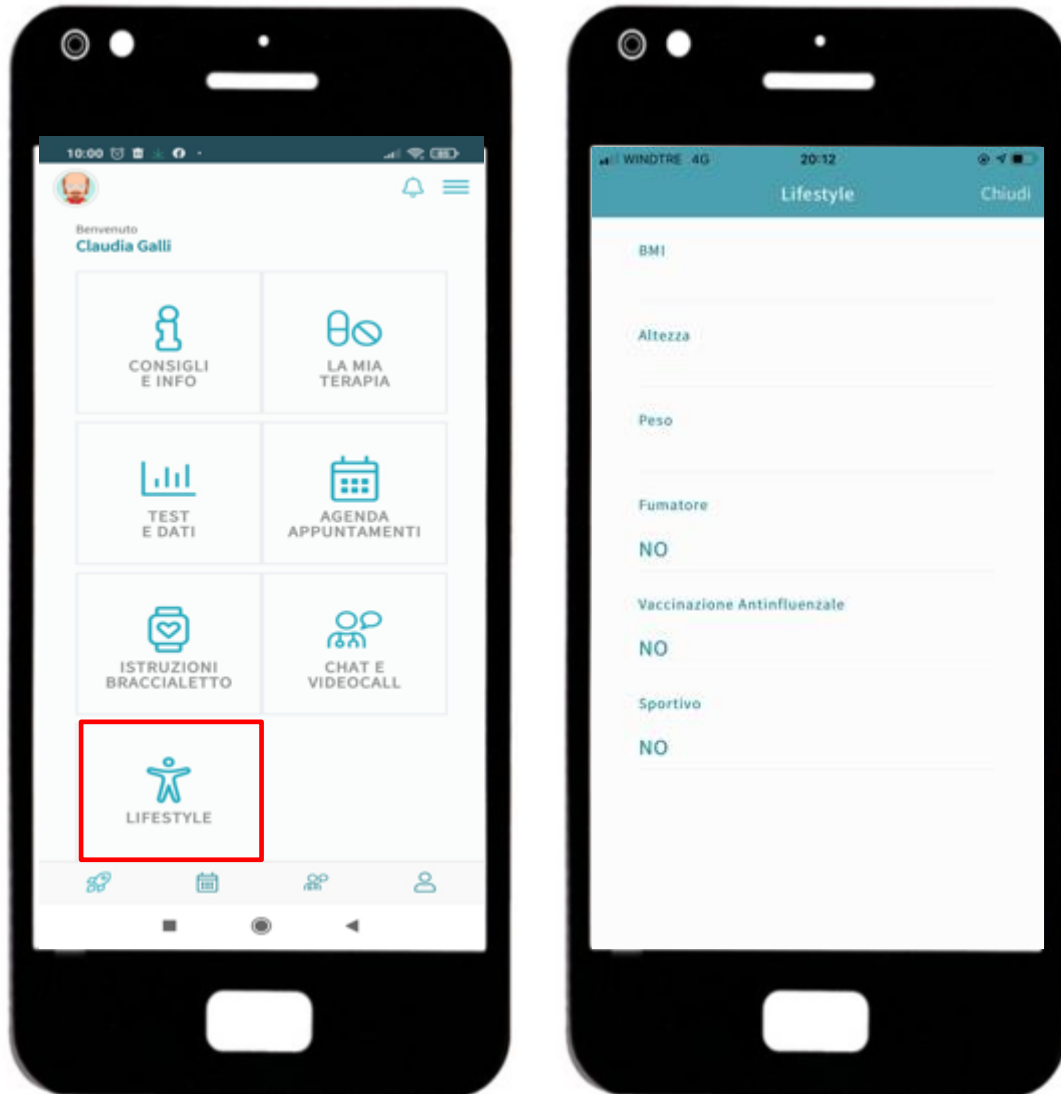 10:00
Benvenuto
Claudia Galli
CONSIGLI
E INFO
LA MIA
TERAPIA
TEST
E DATI
AGENDA
APPUNTAMENTI
ISTRUZIONI
BRACCIALETTO
CHAT E
VIDEOCALL
LIFESTYLE
WINDTRE 4G 20:12
Lifestyle Chiudi
BMI
Altezza
Peso
Fumatore
NO
Vaccinazione Antinfluenzale
NO
Sportivo
NO